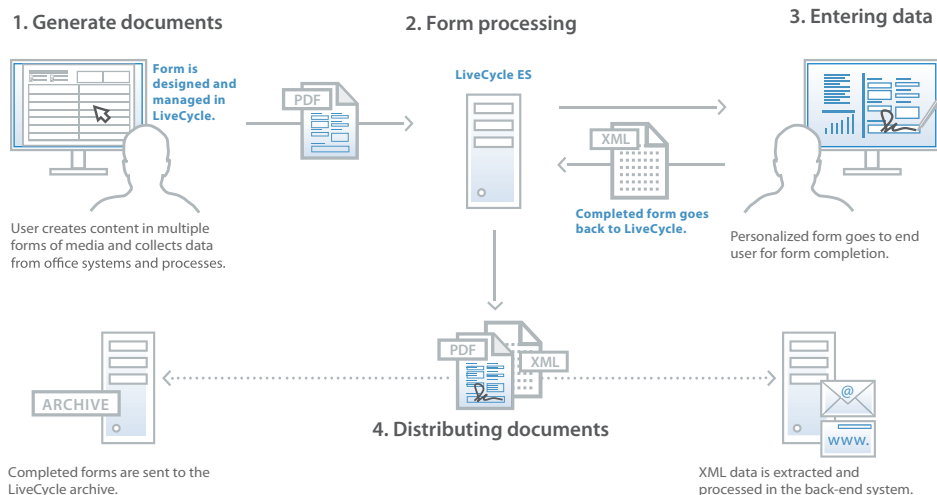 1. Generate documents
2. Form processing
3. Entering data
Form is
designed and
managed in
LiveCycle.
PDF
LiveCycle ES
XML
Completed form goes
back to LiveCycle.
User creates content in multiple
forms of media and collects data
from office systems and processes.
Personalized form goes to end
user for form completion.
PDF
XML
ARCHIVE
@
www.
4. Distributing documents
Completed forms are sent to the
LiveCycle archive.
XML data is extracted and
processed in the back-end system.